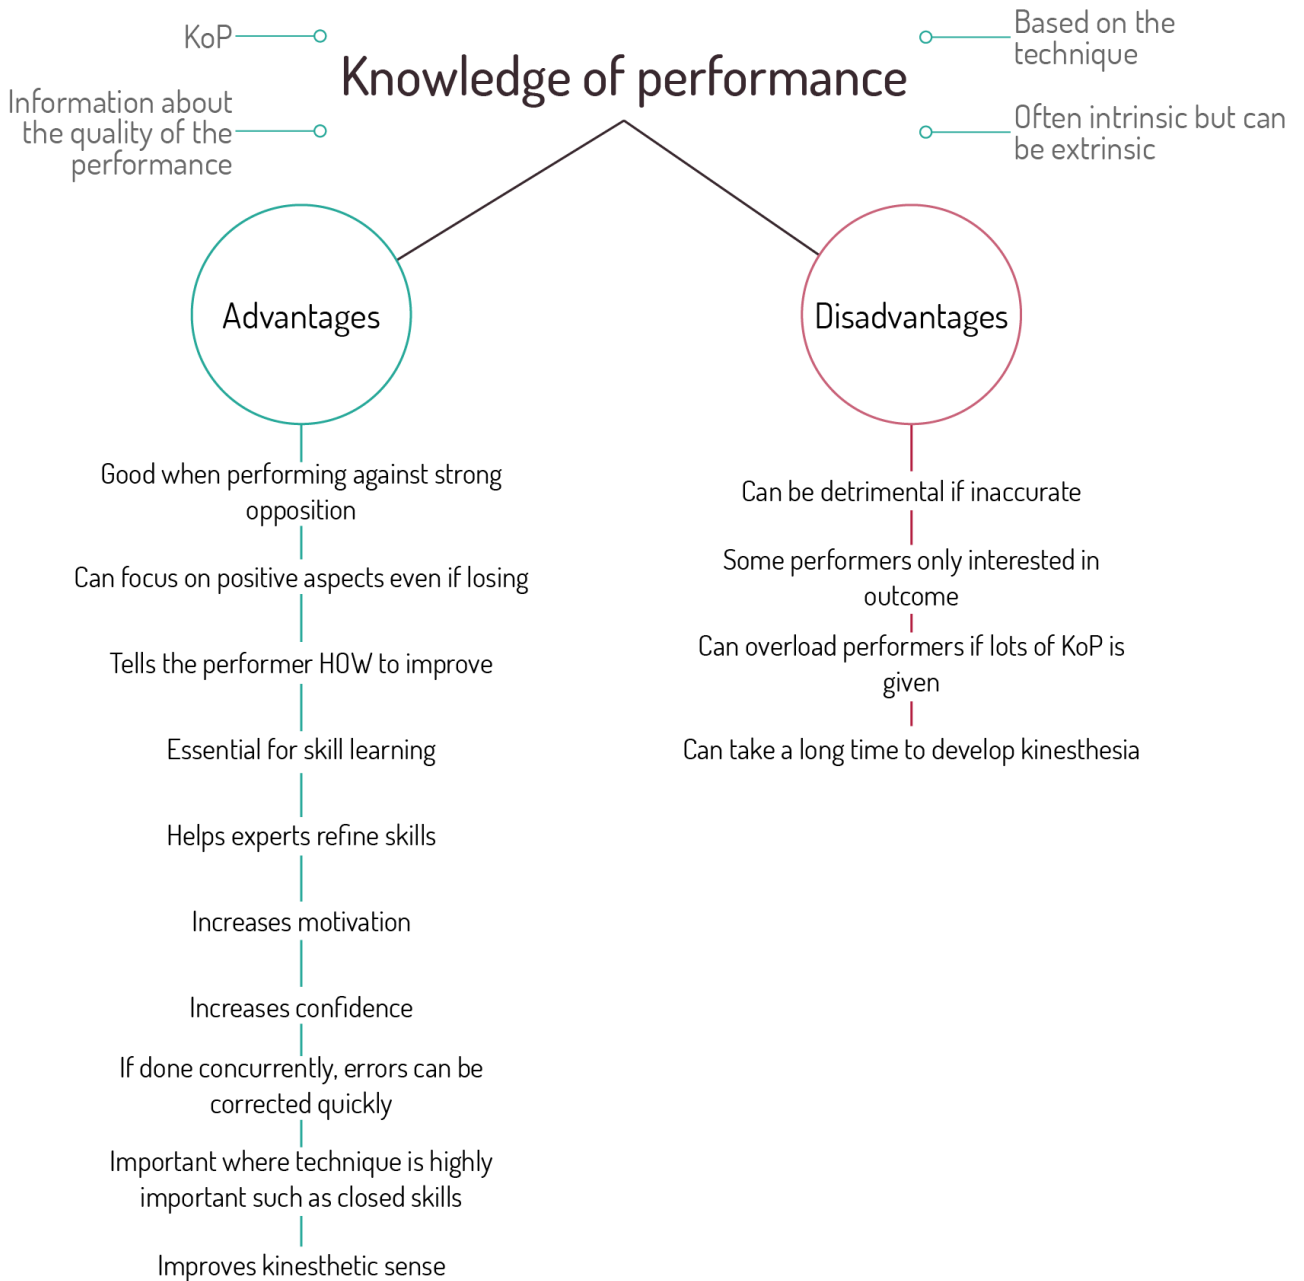 KoP
Information about
the quality of the
performance
Knowledge of performance
Based on the
technique
Often intrinsic but can
be extrinsic
Advantages
Good when performing against strong
opposition
Can focus on positive aspects even if losing
Tells the performer HOW to improve
Essential for skill learning
Helps experts refine skills
Increases motivation
Increases confidence
If done concurrently, errors can be
corrected quickly
Important where technique is highly
important such as closed skills
Improves kinesthetic sense
Disadvantages
Can be detrimental if inaccurate
Some performers only interested in
outcome
Can overload performers if lots of KoP is
given
Can take a long time to develop kinesthesia